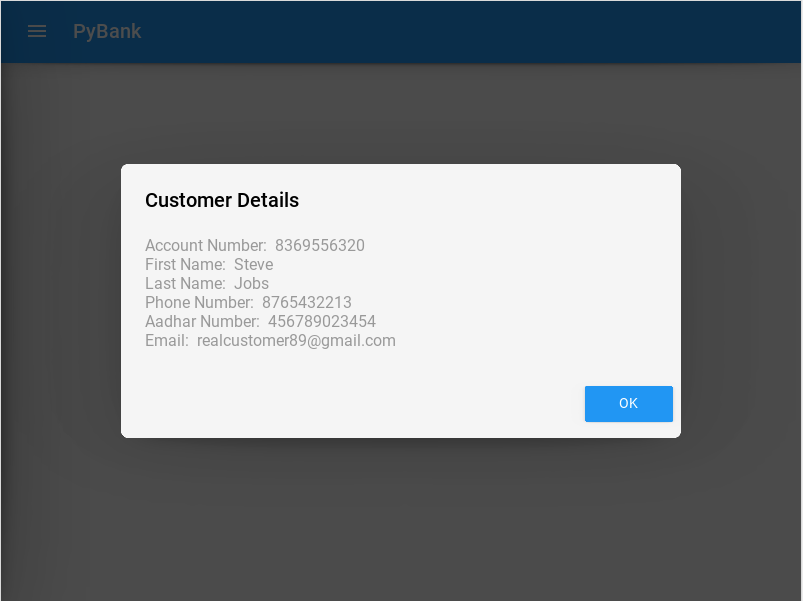 PyBank
Customer Details
Account Number:  8369556320
First Name:  Steve
Last Name:  Jobs
Phone Number:  8765432213
Aadhar Number:  456789023454
Email:  realcustomer89@gmail.com
OK